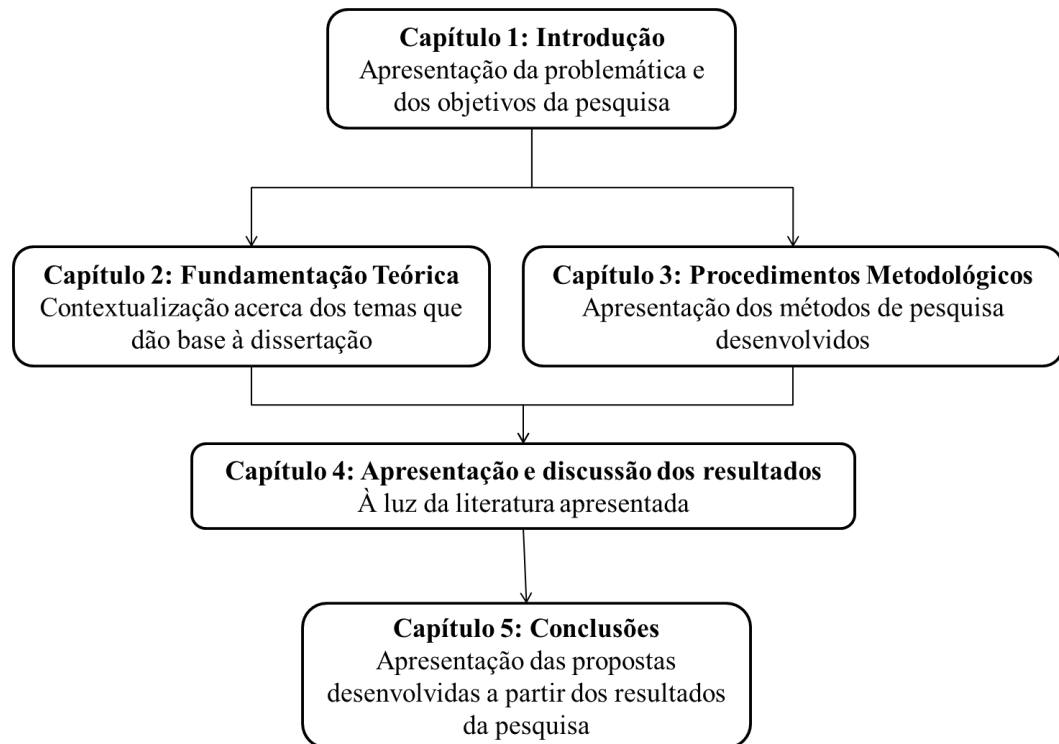 Capítulo 1: Introdução
Apresentação da problemática e
dos objetivos da pesquisa
Capítulo 2: Fundamentação Teórica
Contextualização acerca dos temas que
dão base à dissertação
Capítulo 3: Procedimentos Metodológicos
Apresentação dos métodos de pesquisa
desenvolvidos
Capítulo 4: Apresentação e discussão dos resultados
À luz da literatura apresentada
Capítulo 5: Conclusões
Apresentação das propostas
desenvolvidas a partir dos resultados
da pesquisa